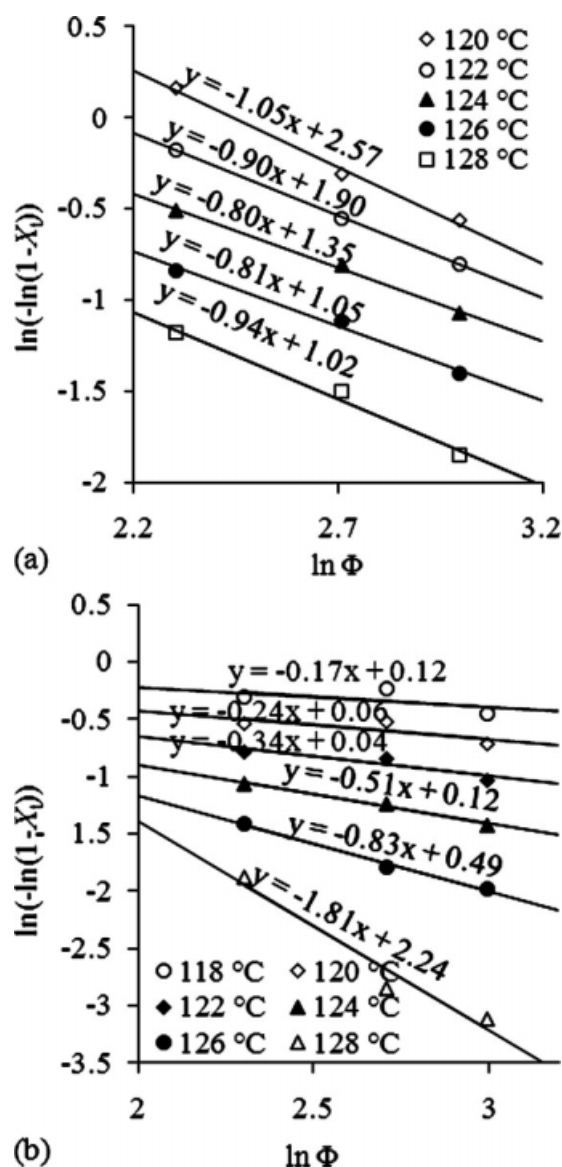 0.5
0
-0.5
-1
-1.5
-2
ln(-ln(1-Xt))
120 °C
122 °C
124 °C
126 °C
128 °C
y = -1.05x + 2.57
y = -0.90x + 1.90
y = -0.80x + 1.35
y = -0.81x + 1.05
y = -0.94x + 1.02
2.2 2.7 3.2
(a) ln Φ
0.5
0
-0.5
-1
-1.5
-2
-2.5
-3
-3.5
ln(-ln(1-Xt))
y = -0.17x + 0.12
y = -0.24x + 0.06
y = -0.34x + 0.04
y = -0.51x + 0.12
y = -0.83x + 0.49
y = -1.81x + 2.24
118 °C 120 °C
122 °C 124 °C
126 °C 128 °C
2 2.5 3
(b) ln Φ